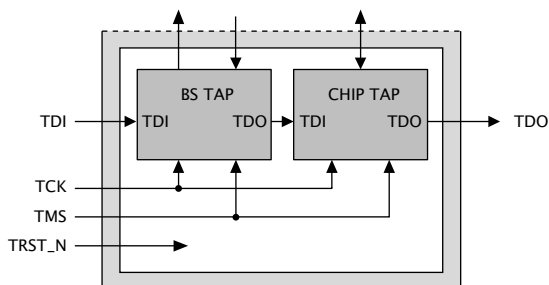 BS TAP CHIP TAP
TDI TDI TDO TDI TDO TDO
TCK
TMS
TRST_N